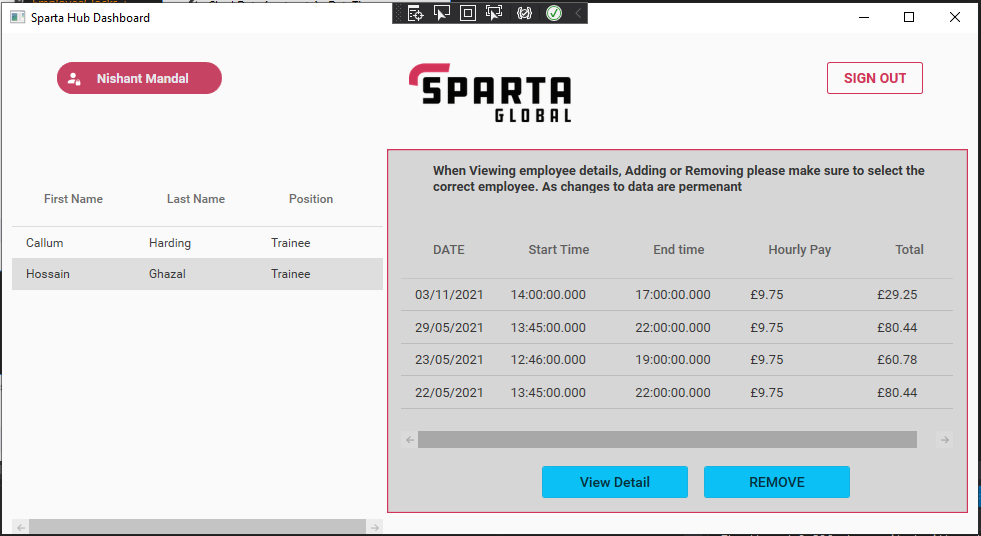 Sparta Hub Dashboard
Nishant Mandal
SPARTA
GLOBAL
SIGN OUT
When Viewing employee details, Adding or Removing please make sure to select the
correct employee. As changes to data are permenant
First Name Last Name Position
Callum Harding Trainee
Hossain Ghazal Trainee
DATE Start Time End time Hourly Pay Total
03/11/2021 14:00:00.000 17:00:00.000 £9.75 £29.25
29/05/2021 13:45:00.000 22:00:00.000 £9.75 £80.44
23/05/2021 12:46:00.000 19:00:00.000 £9.75 £60.78
22/05/2021 13:45:00.000 22:00:00.000 £9.75 £80.44
View Detail REMOVE